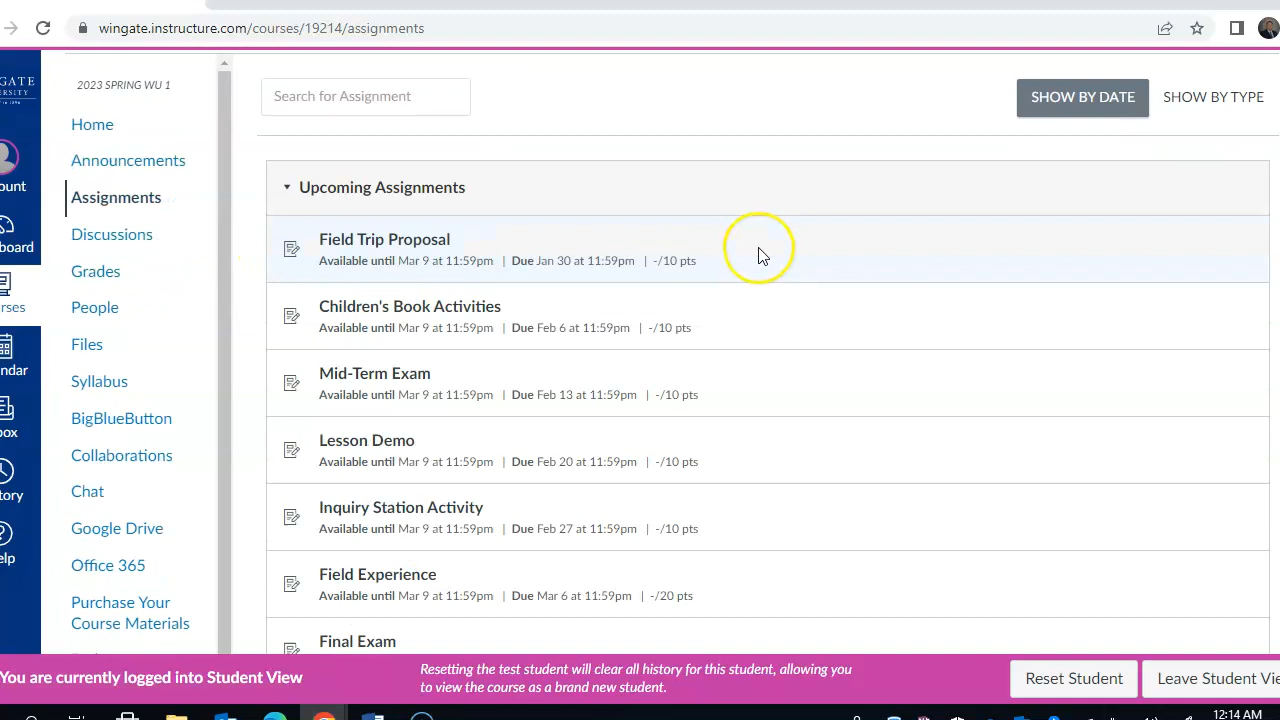 wingate.instructure.com/courses/19214/assignments
2023 SPRING WU 1
Home
Announcements
Assignments
Discussions
Grades
People
Files
Syllabus
BigBlueButton
Collaborations
Chat
Google Drive
Office 365
Purchase Your
Course Materials
Search for Assignment
SHOW BY DATE
SHOW BY TYPE
Upcoming Assignments
Field Trip Proposal
Available until Mar 9 at 11:59pm | Due Jan 30 at 11:59pm | -/10 pts
Children's Book Activities
Available until Mar 9 at 11:59pm | Due Feb 6 at 11:59pm | -/10 pts
Mid-Term Exam
Available until Mar 9 at 11:59pm | Due Feb 13 at 11:59pm | -/10 pts
Lesson Demo
Available until Mar 9 at 11:59pm | Due Feb 20 at 11:59pm | -/10 pts
Inquiry Station Activity
Available until Mar 9 at 11:59pm | Due Feb 27 at 11:59pm | -/10 pts
Field Experience
Available until Mar 9 at 11:59pm | Due Mar 6 at 11:59pm | -/20 pts
Final Exam
You are currently logged into Student View
Resetting the test student will clear all history for this student, allowing you
to view the course as a brand new student.
Reset Student
Leave Student Vie
12:14 AM